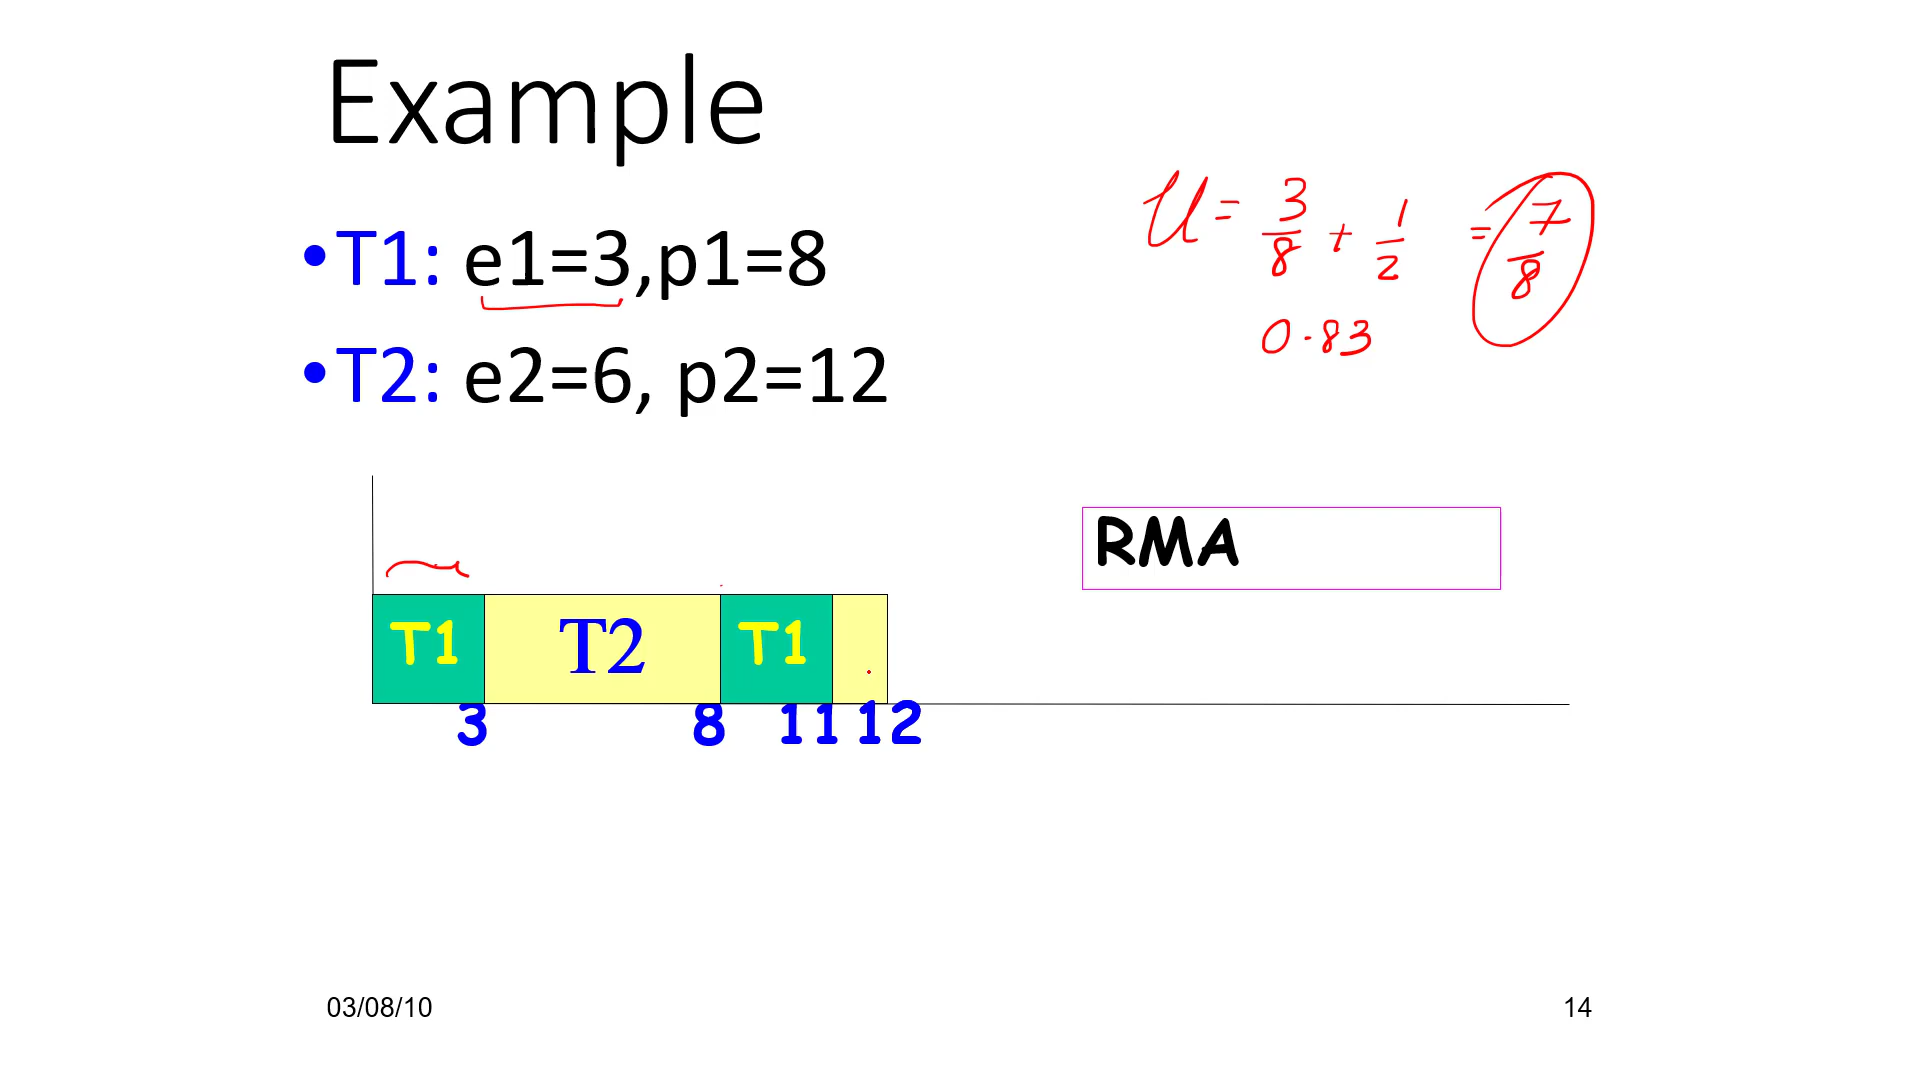 Example
•T1: e1=3,p1=8
•T2: e2=6, p2=12
U = 3/8 + 1/2 = 7/8
0.83
RMA
T1 T2 T1
3 8 11 12
03/08/10
14